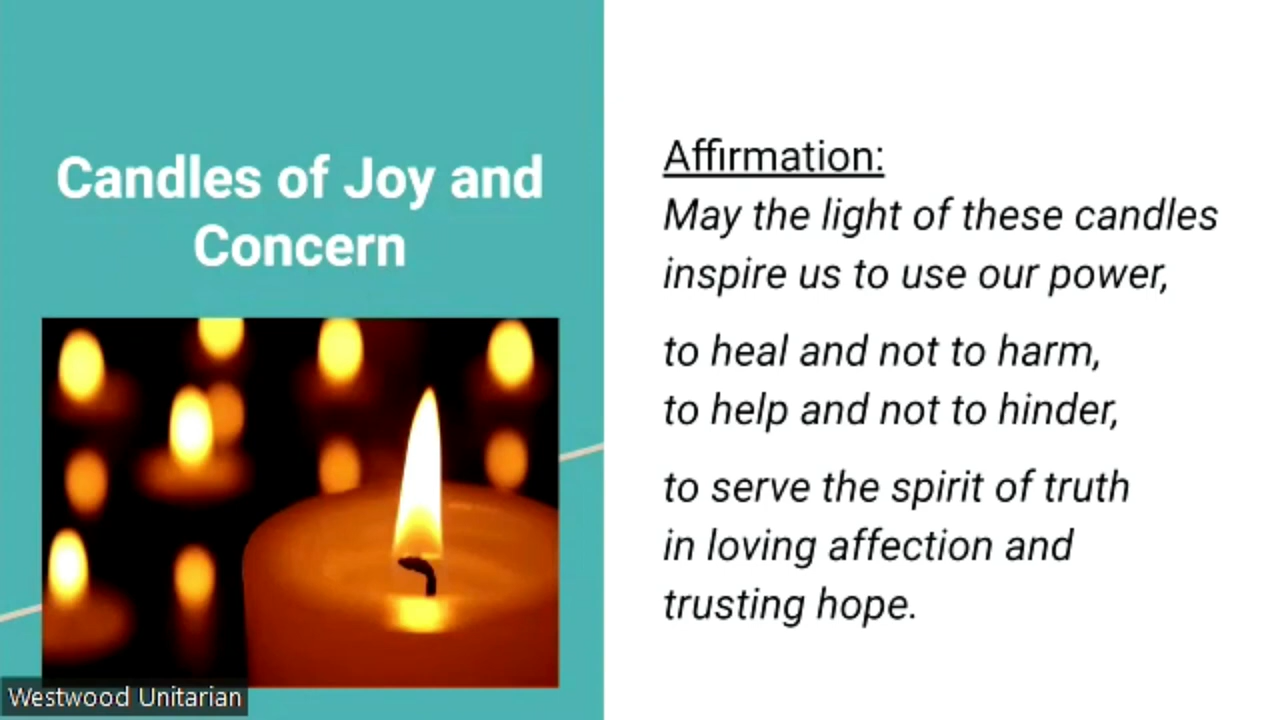 Candles of Joy and
Concern
Affirmation:
May the light of these candles
inspire us to use our power,
to heal and not to harm,
to help and not to hinder,
to serve the spirit of truth
in loving affection and
trusting hope.
Westwood Unitarian